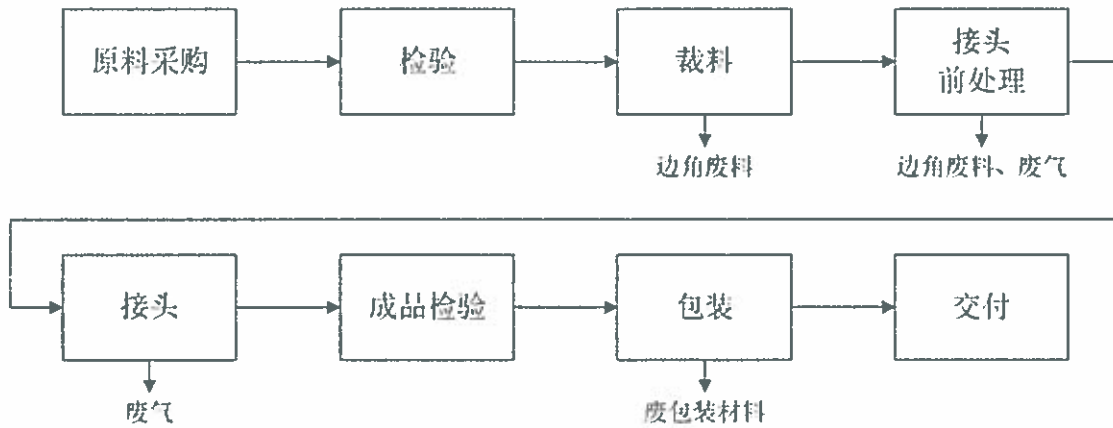 原料采购
检验
裁料
接头
前处理
边角废料
边角废料、废气
接头
成品检验
包装
交付
废气
废包装材料